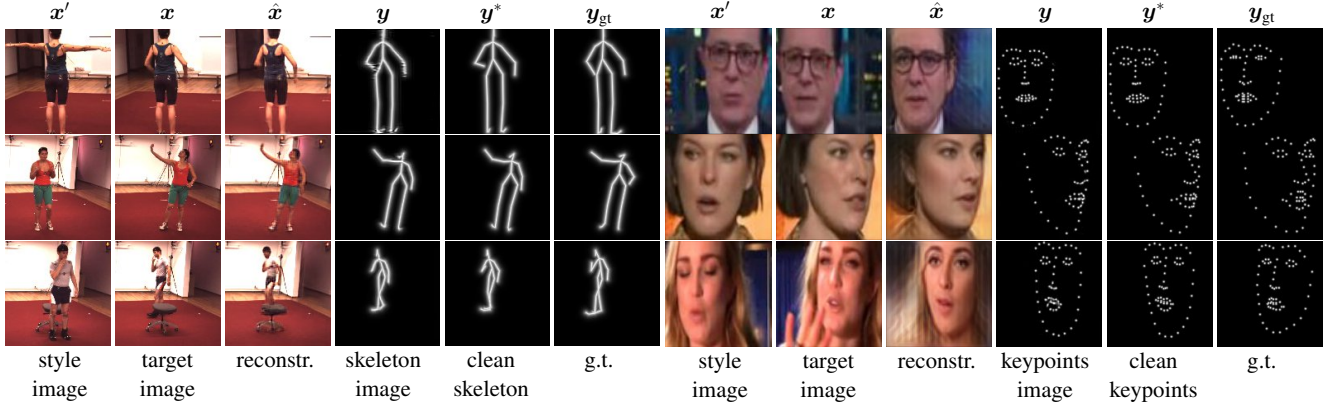 x′ x x̂ y y* y_gt x′ x x̂ y y* y_gt
style target reconstr. skeleton clean g.t. style target reconstr. keypoints clean g.t.
image image image skeleton image image image keypoints